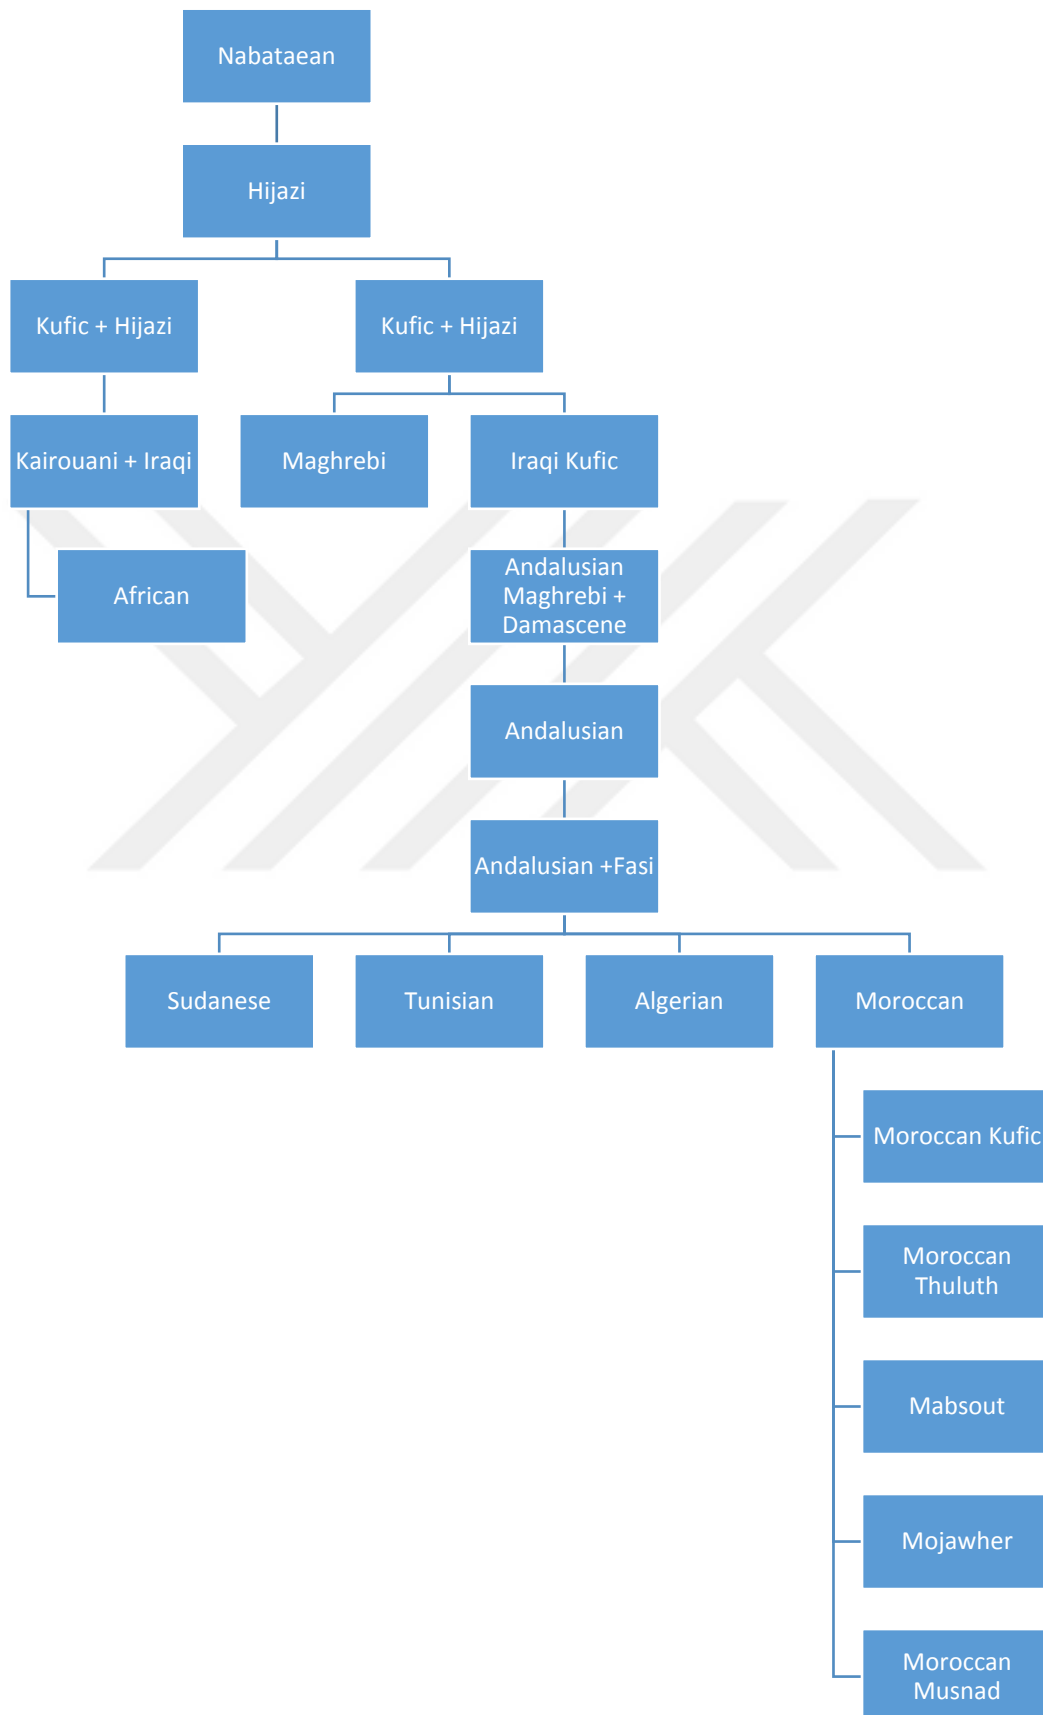 Nabataean
Hijazi
Kufic + Hijazi
Kufic + Hijazi
Kairouani + Iraqi
Maghrebi
Iraqi Kufic
African
Andalusian
Maghrebi +
Damascene
Andalusian
Andalusian +Fasi
Sudanese
Tunisian
Algerian
Moroccan
Moroccan Kufic
Moroccan
Thuluth
Mabsout
Mojawher
Moroccan
Musnad